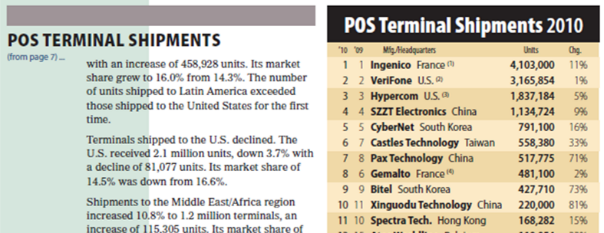 POS TERMINAL SHIPMENTS
(from page 7) ...
with an increase of 458,928 units. Its market
share grew to 16.0% from 14.3%. The number
of units shipped to Latin America exceeded
those shipped to the United States for the first
time.
Terminals shipped to the U.S. declined. The
U.S. received 2.1 million units, down 3.7% with
a decline of 81,077 units. Its market share of
14.5% was down from 16.6%.
Shipments to the Middle East/Africa region
increased 10.8% to 1.2 million terminals, an
increase of 115,305 units. Its market share of
POS Terminal Shipments 2010
'10 '09 Mfg./Headquarters Units Chg.
1 1 Ingenico France (1) 4,103,000 11%
2 2 VeriFone U.S. (2) 3,165,854 1%
3 3 Hypercom U.S. (3) 1,837,184 5%
4 4 SZZT Electronics China 1,134,724 9%
5 5 CyberNet South Korea 791,100 16%
6 7 Castles Technology Taiwan 558,380 33%
7 8 Pax Technology China 517,775 71%
8 6 Gemalto France (4) 481,100 2%
9 9 Bitel South Korea 427,710 73%
10 11 Xinguodu Technology China 220,000 81%
11 10 Spectra Tech. Hong Kong 168,282 15%